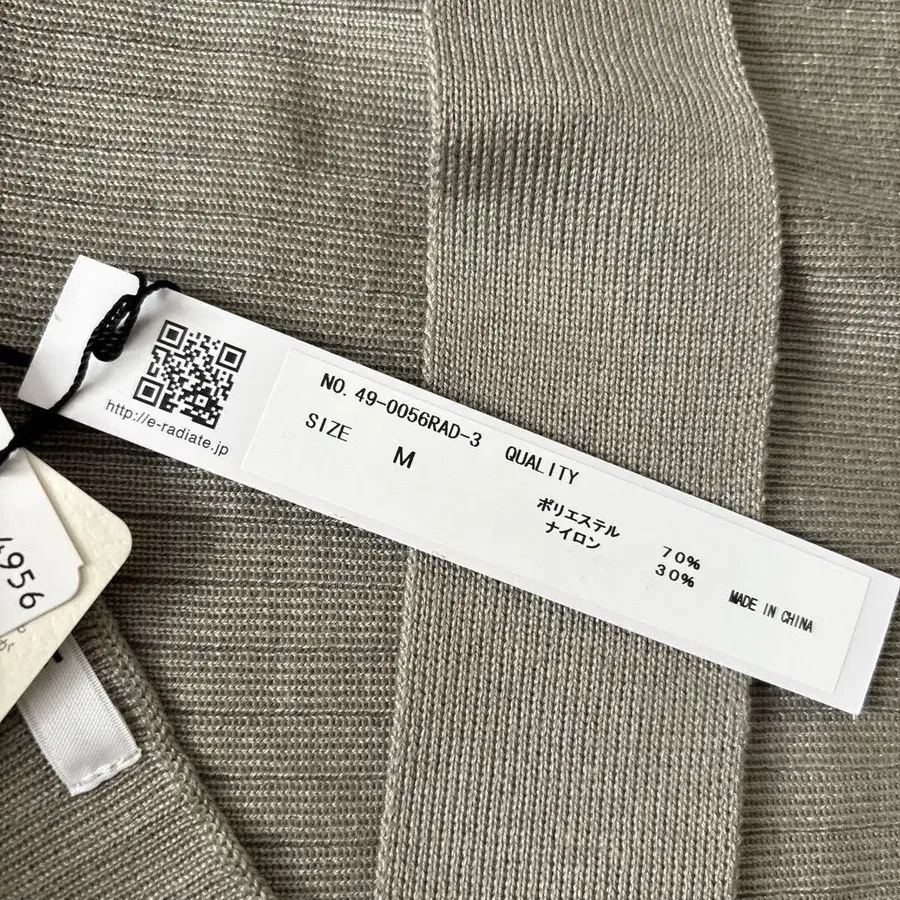 http://e-radiate.jp
NO. 49-0056RAD-3
SIZE
M
QUALITY
ポリエステル 70%
ナイロン 30%
MADE IN CHINA
4956